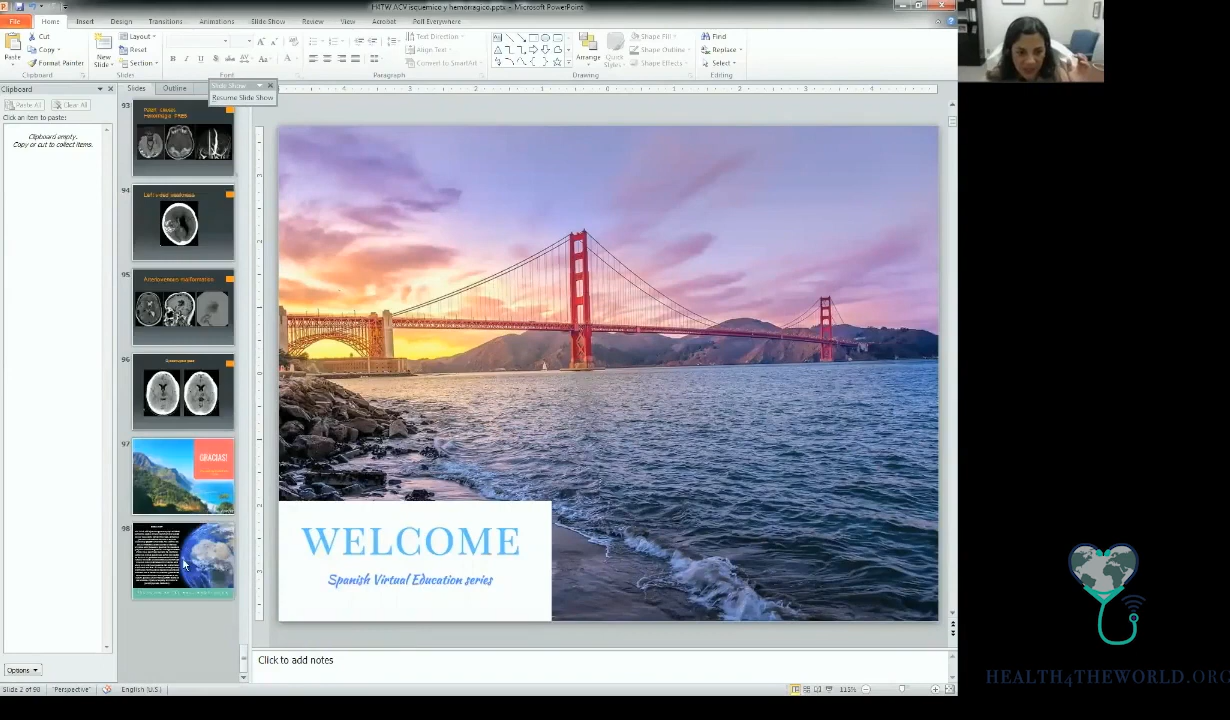 H4TW ACV isquemico y hemorragico.pptx - Microsoft PowerPoint
File Home Insert Design Transitions Animations Slide Show Review View Acrobat Poll Everywhere
Paste
Cut
Copy
Format Painter
Clipboard
New
Slide
Layout
Reset
Section
Slides
Font
Paragraph
Text Direction
Align Text
Convert to SmartArt
Arrange
Quick
Styles
Shape Fill
Shape Outline
Shape Effects
Drawing
Find
Replace
Select
Editing
Clipboard
Paste All Clear All
Click an item to paste:
Clipboard empty.
Copy or cut to collect items.
Options
Slides Outline
Slide Show
Resume Slide Show
93
94
Left sided weakness
95
Arteriovenous malformation
96
97
GRACIAS!
98
WELCOME
Spanish Virtual Education series
Click to add notes
Slide 2 of 98 "Perspective" English (U.S.) 115%
HEALTH4THEWORLD.ORG